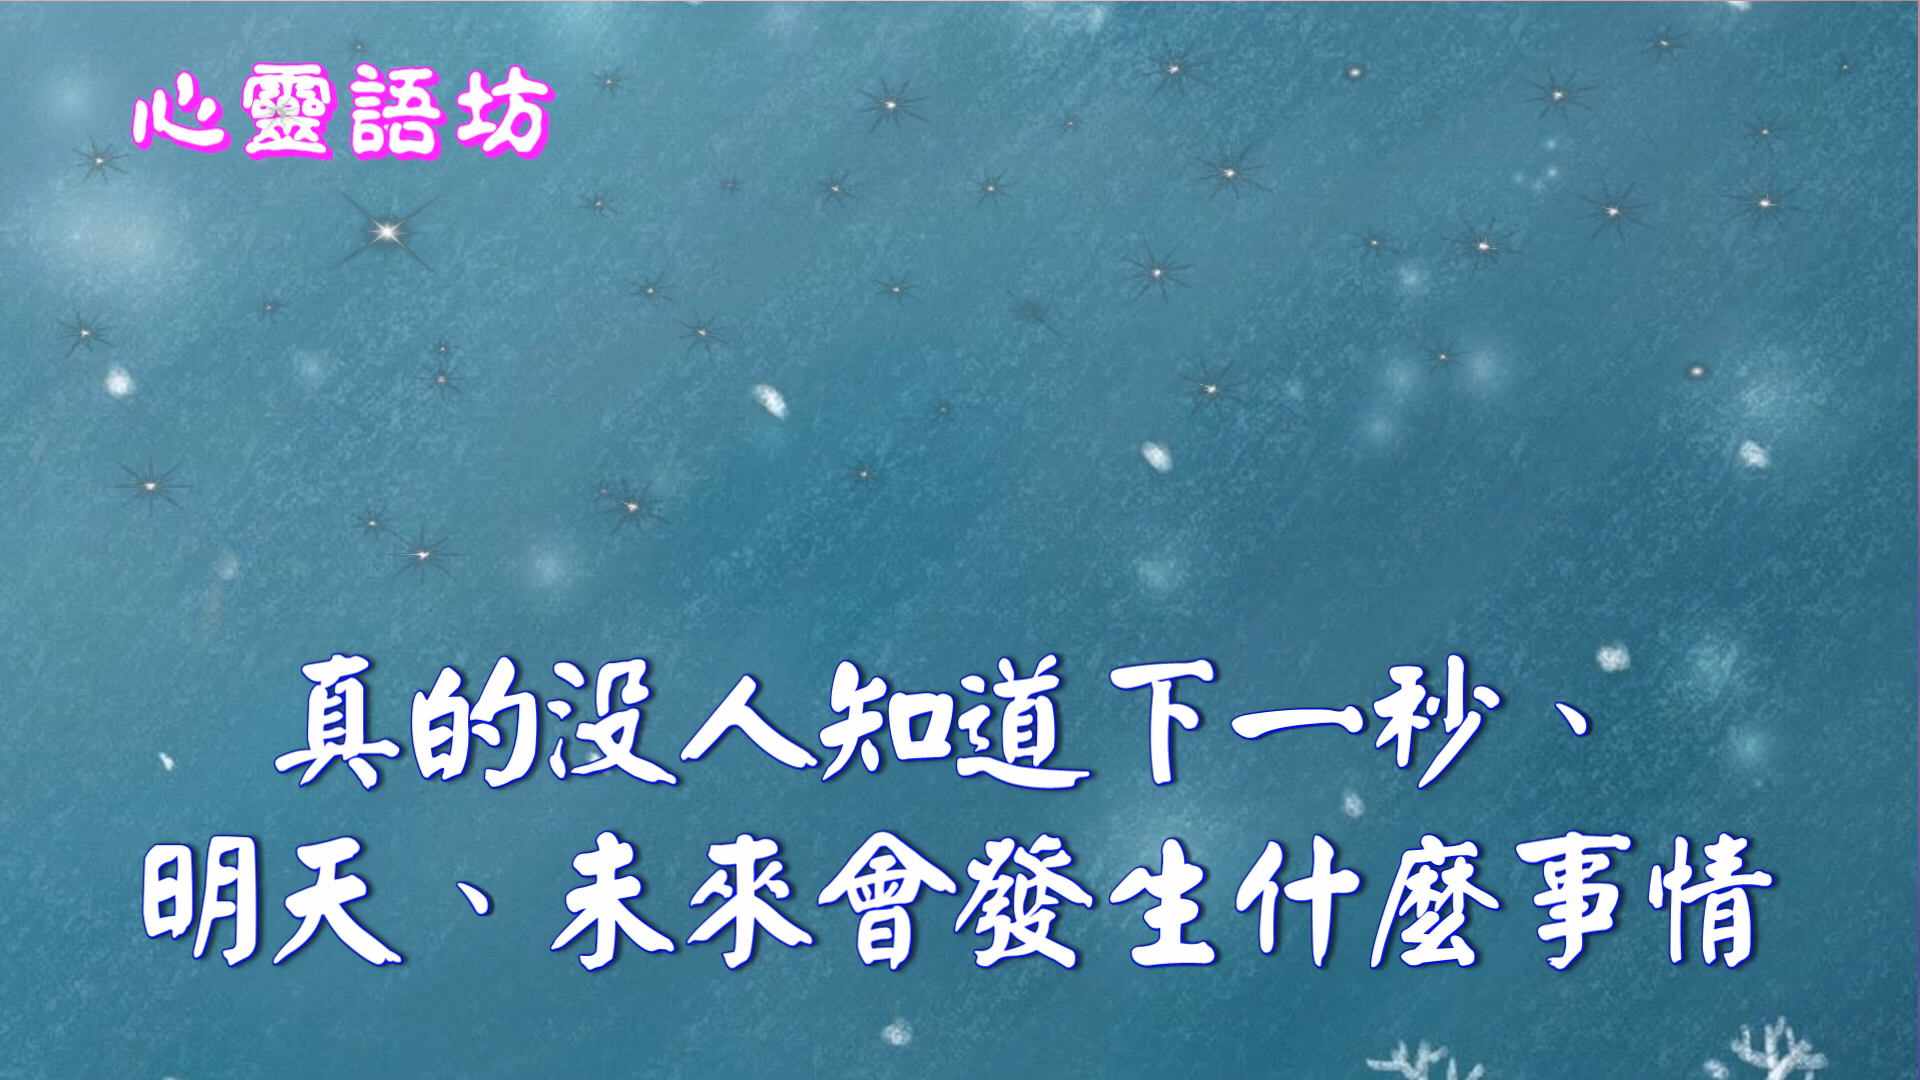 心靈語坊
真的沒人知道下一秒、
明天、未來會發生什麼事情